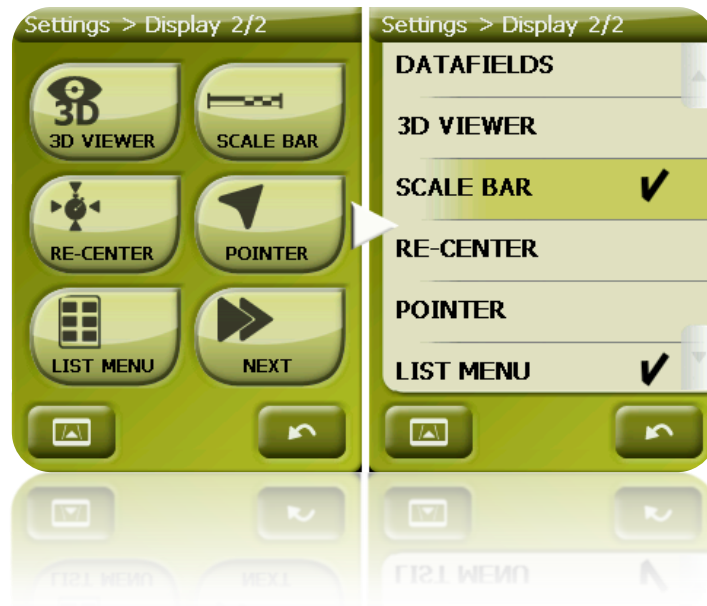 Settings > Display 2/2
3D
3D VIEWER
SCALE BAR
RE-CENTER
POINTER
LIST MENU
NEXT
Settings > Display 2/2
DATAFIELDS
3D VIEWER
SCALE BAR
RE-CENTER
POINTER
LIST MENU